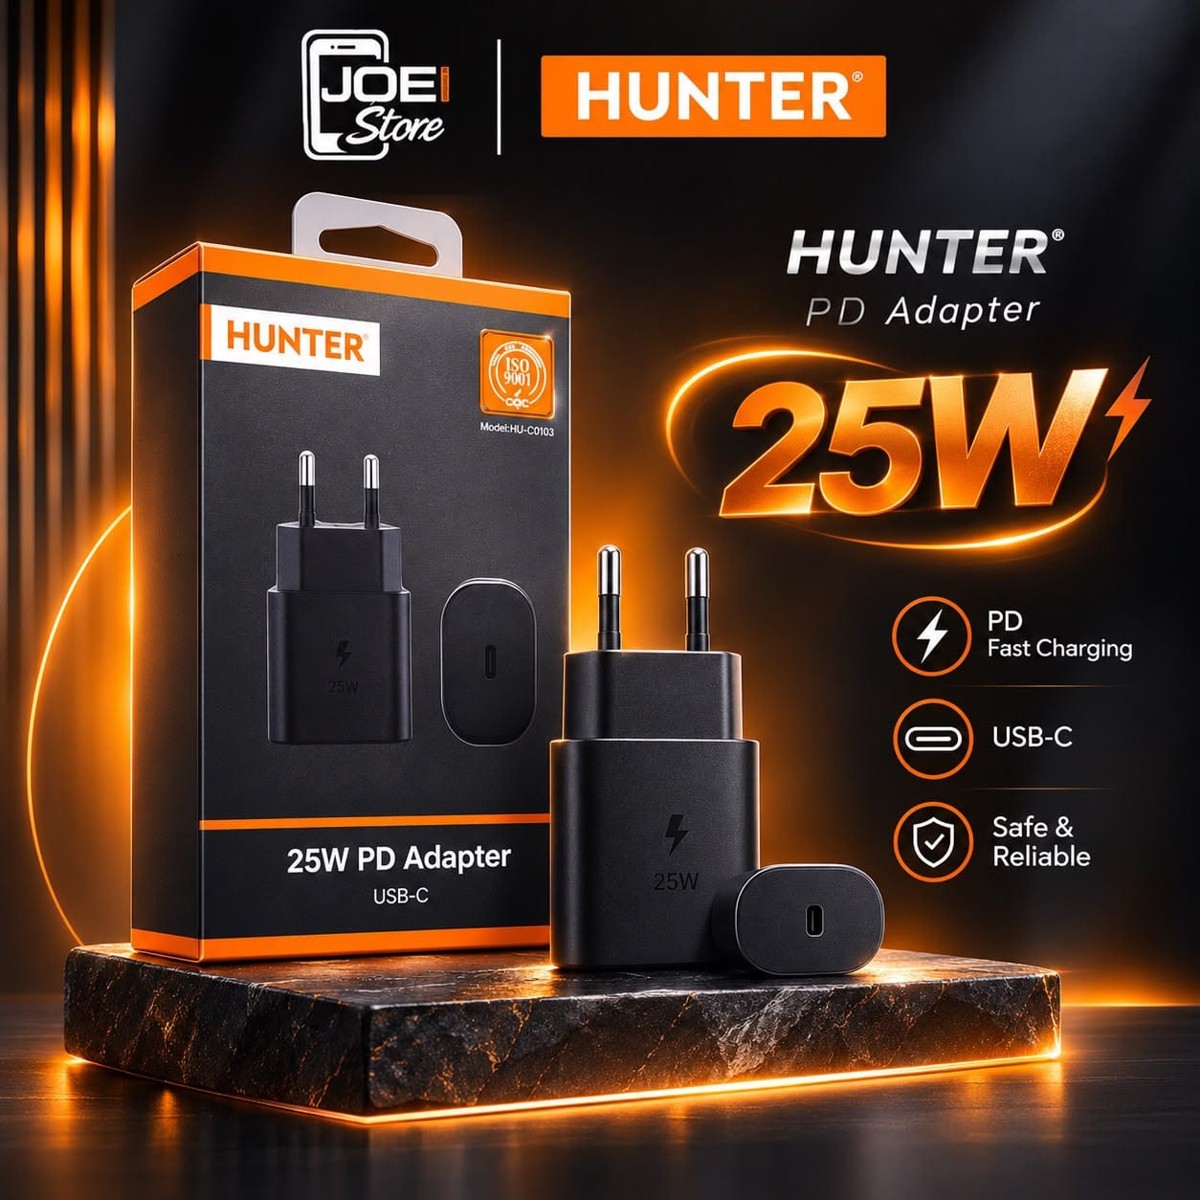 JOE
Store
HUNTER®
HUNTER®
PD Adapter
25W
HUNTER
ISO
9001
CQC
Model:HU-C0103
25W
25W PD Adapter
USB-C
25W
PD
Fast Charging
USB-C
Safe &
Reliable